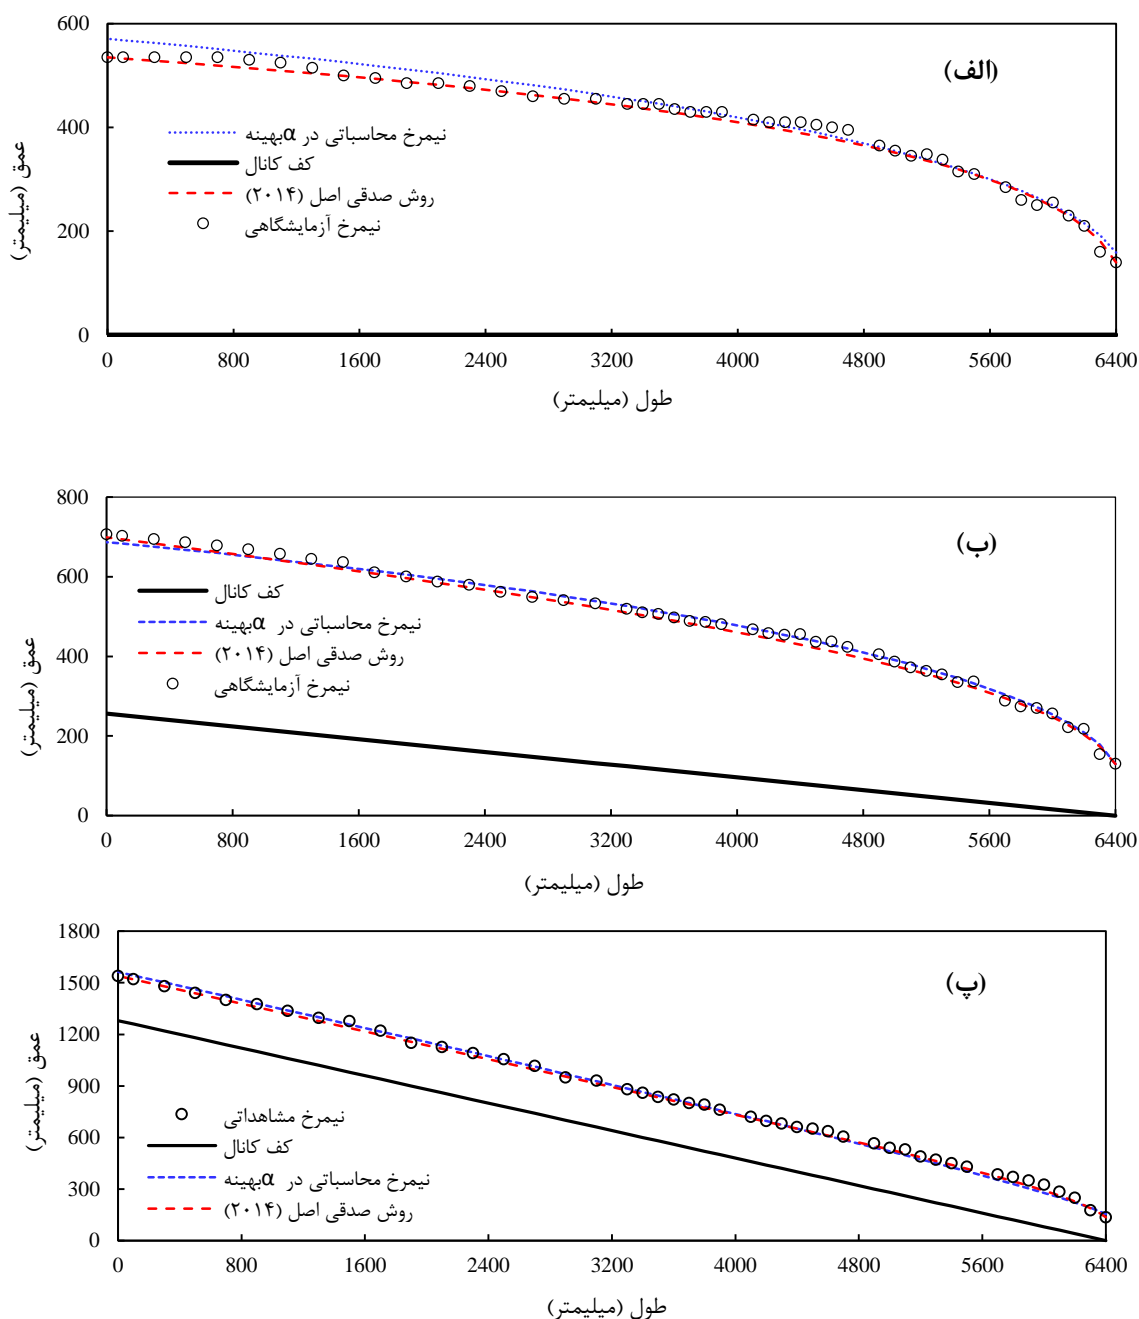 600
400
200
0
(الف)
نیمرخ محاسباتی در αبهینه
کف کانال
روش صدقی اصل (۲۰۱۴)
نیمرخ آزمایشگاهی
عمق (میلیمتر)
0 800 1600 2400 3200 4000 4800 5600 6400
طول (میلیمتر)
800
600
400
200
0
(ب)
کف کانال
نیمرخ محاسباتی در αبهینه
روش صدقی اصل (۲۰۱۴)
نیمرخ آزمایشگاهی
عمق (میلیمتر)
0 800 1600 2400 3200 4000 4800 5600 6400
طول (میلیمتر)
1800
1500
1200
900
600
300
0
(پ)
نیمرخ مشاهداتی
کف کانال
نیمرخ محاسباتی در αبهینه
روش صدقی اصل (۲۰۱۴)
عمق (میلیمتر)
0 800 1600 2400 3200 4000 4800 5600 6400
طول (میلیمتر)